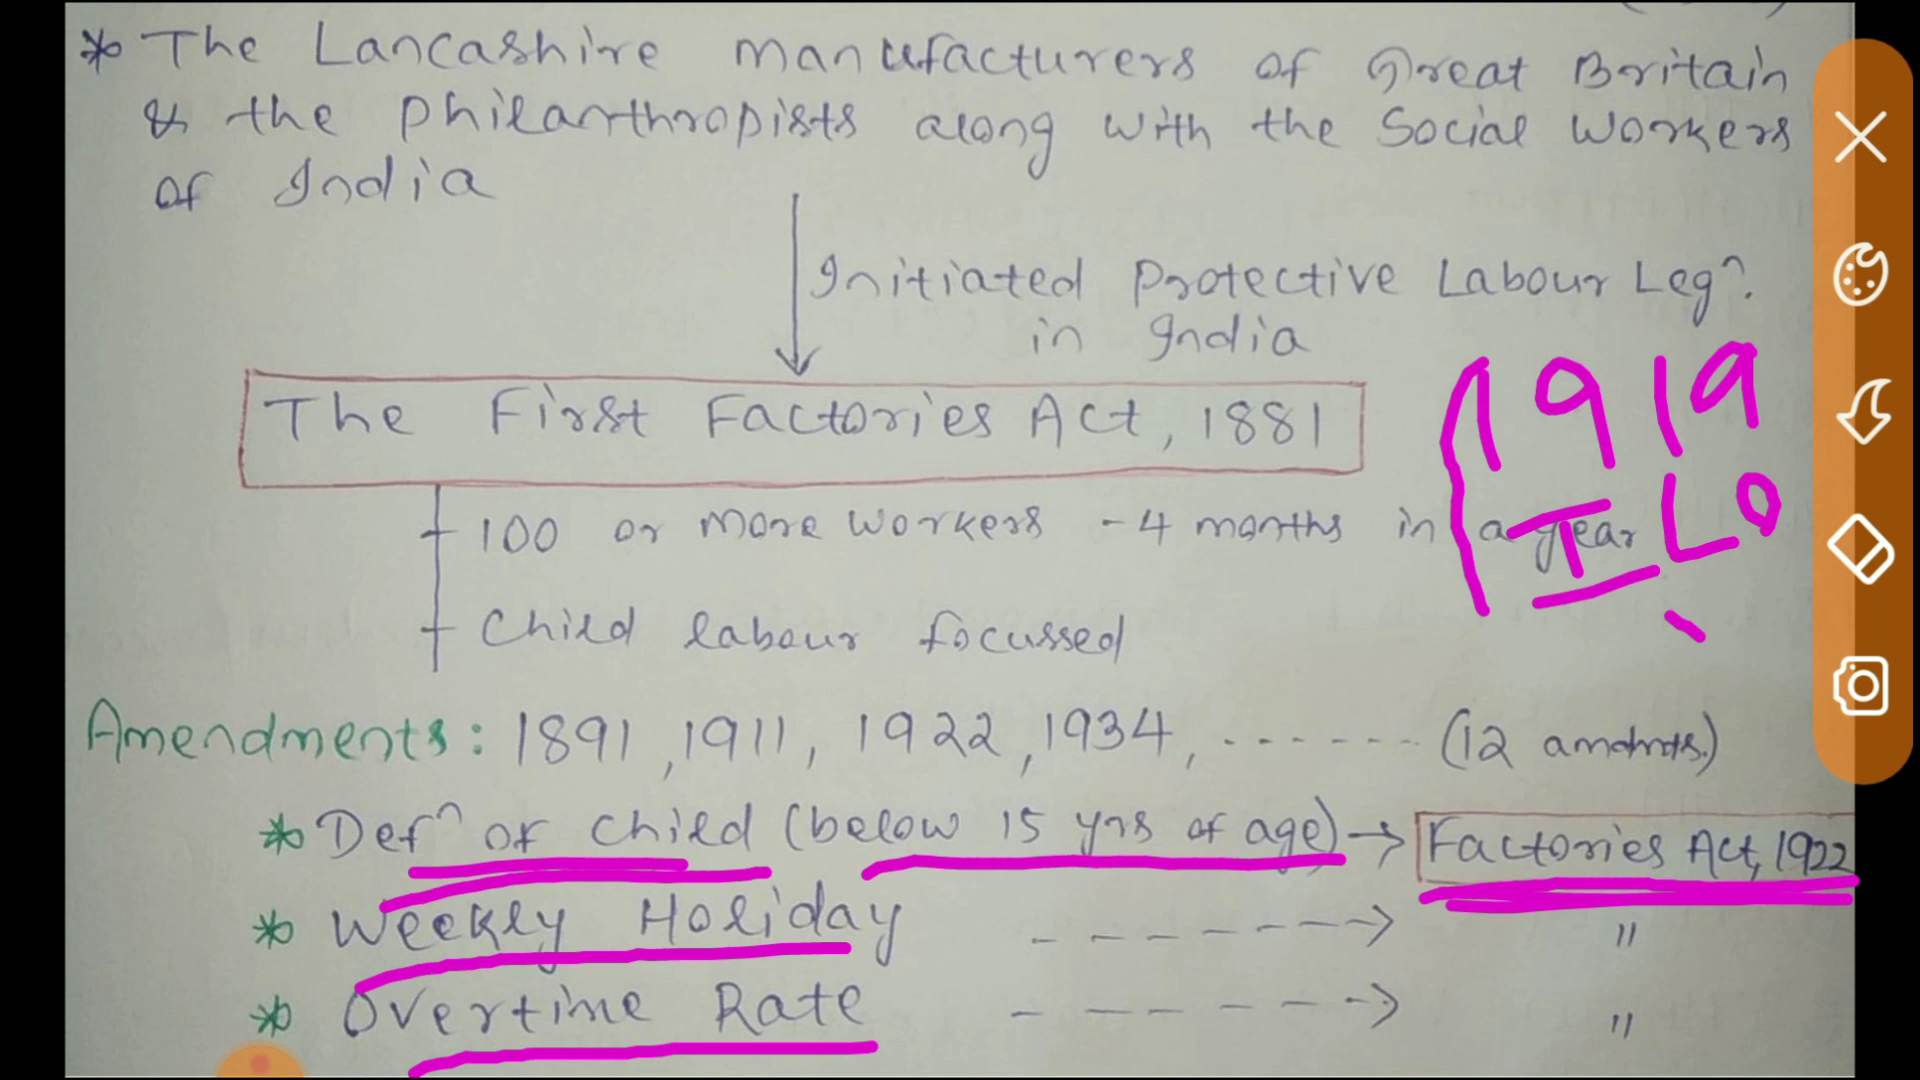 * The Lancashire manufacturers of Great Britain
& the Philanthropists along with the Social Workers
of India
Initiated Protective Labour Legn.
in India
The First Factories Act, 1881
1919
ILO
100 or more workers - 4 months in a year
Child labour focussed
Amendments: 1891, 1911, 1922, 1934, ------- (12 amdmts.)
* Defn of child (below 15 yrs of age) → Factories Act, 1922
* Weekly Holiday -------→ "
* Overtime Rate -------→ "